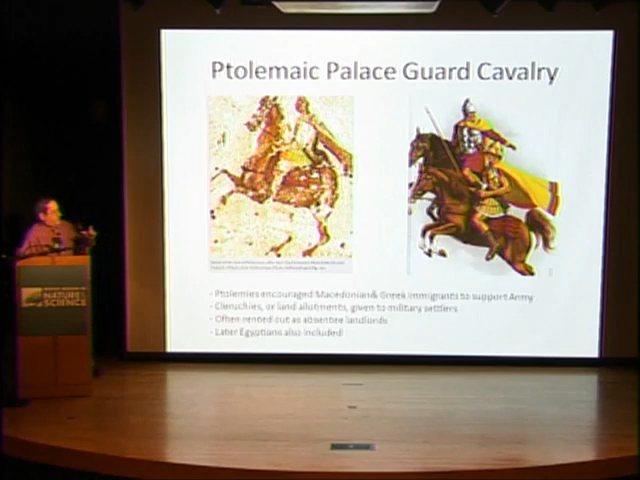 Ptolemaic Palace Guard Cavalry
- Ptolemies encouraged Macedonian & Greek immigrants to support Army
- Cleruchies, or land allotments, given to military settlers
- Often rented out as absentee landlords
- Later Egyptians also included
NATURE &
SCIENCE